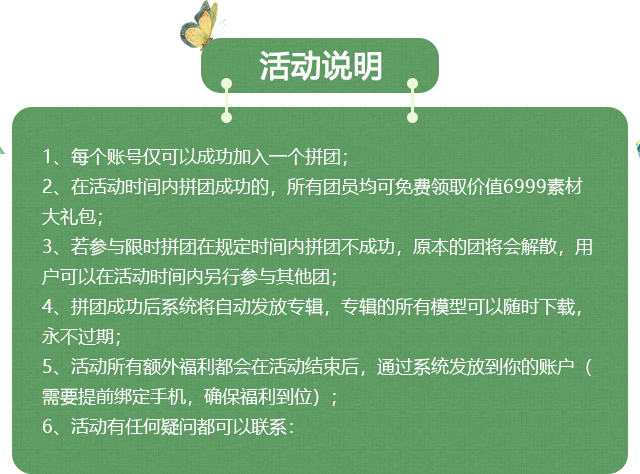 活动说明
1、每个账号仅可以成功加入一个拼团；
2、在活动时间内拼团成功的，所有团员均可免费领取价值6999素材
大礼包；
3、若参与限时拼团在规定时间内拼团不成功，原本的团将会解散，用
户可以在活动时间内另行参与其他团；
4、拼团成功后系统将自动发放专辑，专辑的所有模型可以随时下载，
永不过期；
5、活动所有额外福利都会在活动结束后，通过系统发放到你的账户（
需要提前绑定手机，确保福利到位）；
6、活动有任何疑问都可以联系：